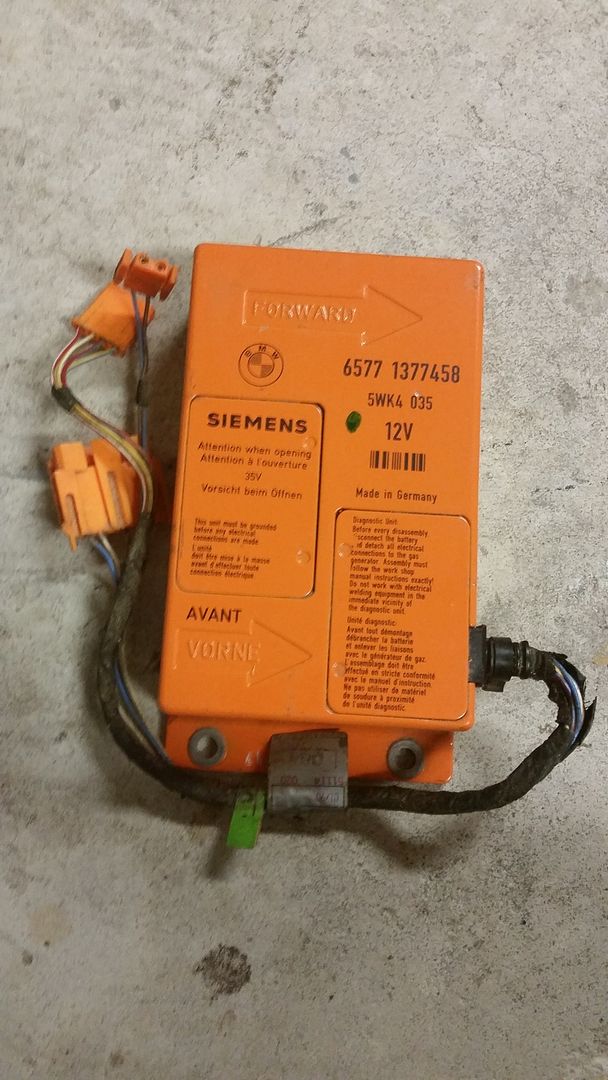 FORWARD
BMW
6577 1377458
5WK4 035
12V
Made in Germany
SIEMENS
Attention when opening
Attention à l'ouverture
35V
Vorsicht beim Öffnen
This unit must be grounded
before any electrical
connections are made
L'unité
doit être mise à la masse
avant d'effectuer toute
connection électrique
Diagnostic Unit:
Before every disassembly
disconnect the battery
and detach all electrical
connections to the gas
generator. Assembly must
follow the work shop
manual instructions exactly!
Do not work with electrical
welding equipment in the
immediate vicinity of
the diagnostic unit.
Unité diagnostic:
Avant tout démontage
débrancher la batterie
et enlever les liaisons
avec le générateur de gaz.
L'assemblage doit être
effectué en stricte conformité
avec le manuel d'instruction.
Ne pas utiliser de matériel
de soudure à proximité
de l'unité diagnostic.
AVANT
VORNE
61114 020